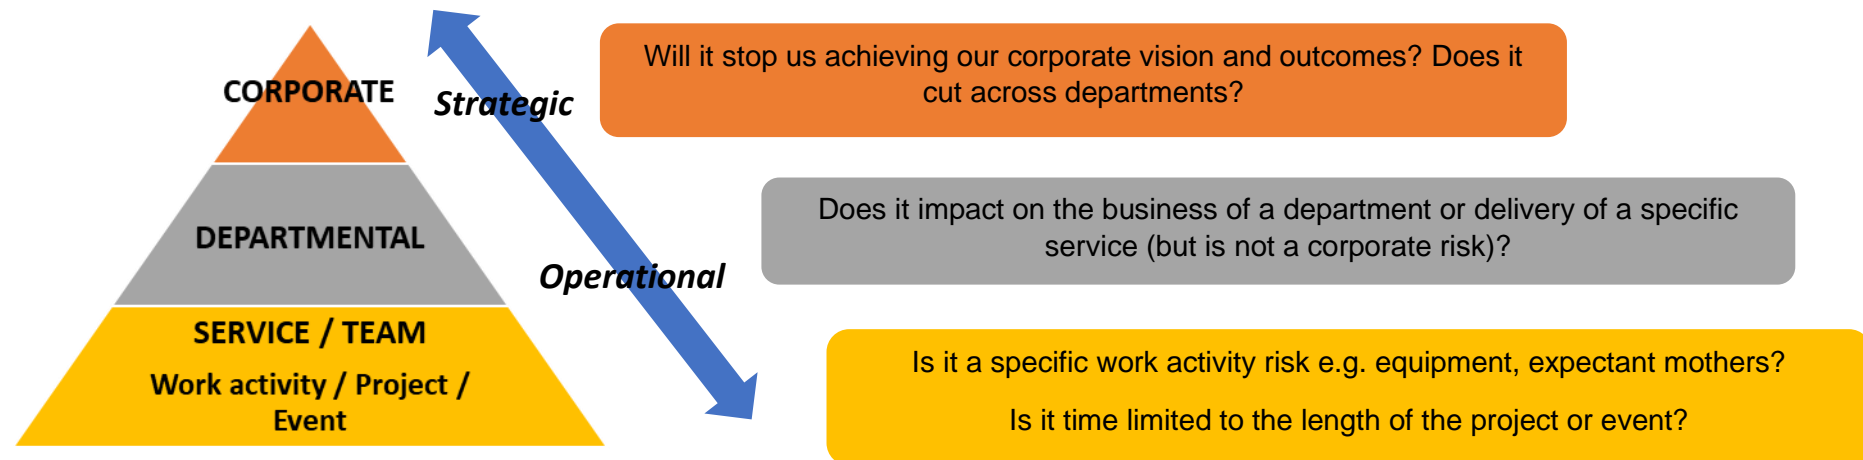 CORPORATE
Strategic
Will it stop us achieving our corporate vision and outcomes? Does it
cut across departments?
DEPARTMENTAL
Operational
Does it impact on the business of a department or delivery of a specific
service (but is not a corporate risk)?
SERVICE / TEAM
Work activity / Project /
Event
Is it a specific work activity risk e.g. equipment, expectant mothers?
Is it time limited to the length of the project or event?